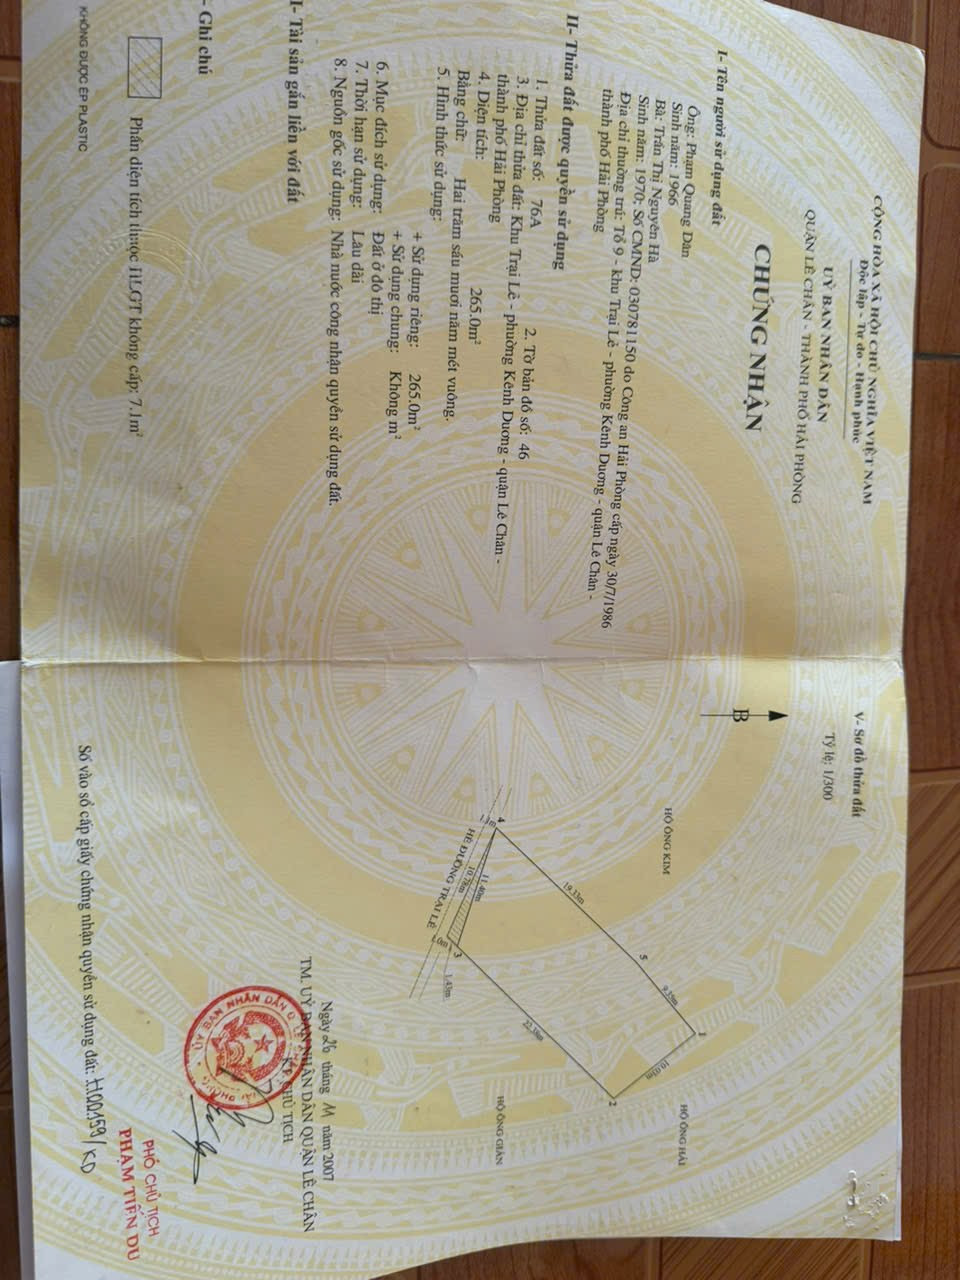 CỘNG HÒA XÃ HỘI CHỦ NGHĨA VIỆT NAM
Độc lập - Tự do - Hạnh phúc
UỶ BAN NHÂN DÂN
QUẬN LÊ CHÂN - THÀNH PHỐ HẢI PHÒNG
CHỨNG NHẬN
I- Tên người sử dụng đất
Ông: Phạm Quang Dân
Sinh năm: 1966
Bà: Trần Thị Nguyên Hà
Sinh năm: 1970; Số CMND: 030781150 do Công an Hải Phòng cấp ngày 30/7/1986
Địa chỉ thường trú: Tổ 9 - khu Trại Lẻ - phường Kênh Dương - quận Lê Chân -
thành phố Hải Phòng
II- Thửa đất được quyền sử dụng
1. Thửa đất số: 76A 2. Tờ bản đồ số: 46
3. Địa chỉ thửa đất: Khu Trại Lẻ - phường Kênh Dương - quận Lê Chân -
thành phố Hải Phòng
4. Diện tích: 265.0m²
Bằng chữ: Hai trăm sáu mươi năm mét vuông.
5. Hình thức sử dụng:
+ Sử dụng riêng: 265.0m²
+ Sử dụng chung: Không m²
6. Mục đích sử dụng: Đất ở đô thị
7. Thời hạn sử dụng: Lâu dài
8. Nguồn gốc sử dụng: Nhà nước công nhận quyền sử dụng đất.
I- Tài sản gắn liền với đất
- Ghi chú
Phần diện tích thuộc HLGT không cấp: 7.1m²
KHÔNG ĐƯỢC ÉP PLASTIC
V- Sơ đồ thửa đất
Tỷ lệ: 1/300
B
HỘ ÔNG KIM
HỘ ÔNG HẢI
HỘ ÔNG GIÁN
HÈ ĐƯỜNG TRẠI LẺ
1
2
3
4
5
19.33m
9.35m
10.03m
22.38m
11.40m
10.78m
1.43m
Ngày 26 tháng 11 năm 2007
TM. UỶ BAN NHÂN DÂN QUẬN LÊ CHÂN
KT. CHỦ TỊCH
PHÓ CHỦ TỊCH
PHẠM TIẾN DU
Số vào sổ cấp giấy chứng nhận quyền sử dụng đất: H00159/KD